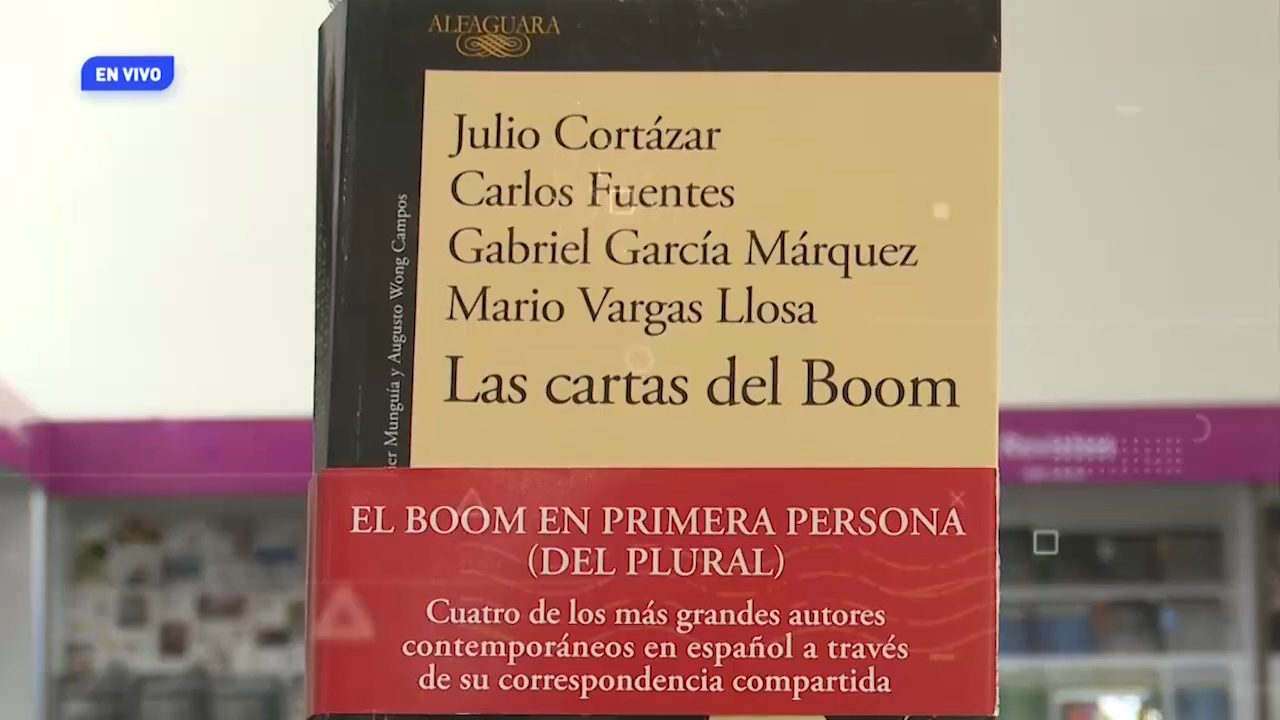 ALFAGUARA
EN VIVO
Julio Cortázar
Carlos Fuentes
Gabriel García Márquez
Mario Vargas Llosa
Las cartas del Boom
Munguía y Augusto Wong Campos
EL BOOM EN PRIMERA PERSONA
(DEL PLURAL)
Cuatro de los más grandes autores
contemporáneos en español a través
de su correspondencia compartida